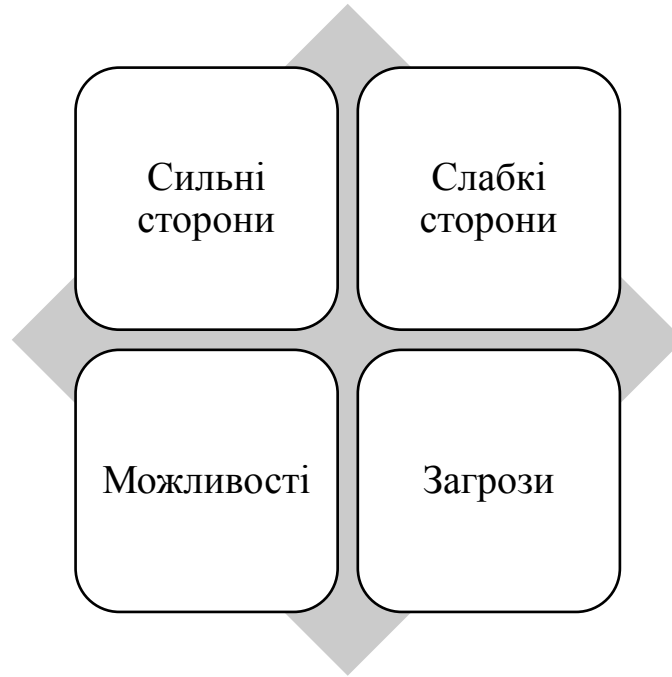 Сильні
сторони
Слабкі
сторони
Можливості
Загрози